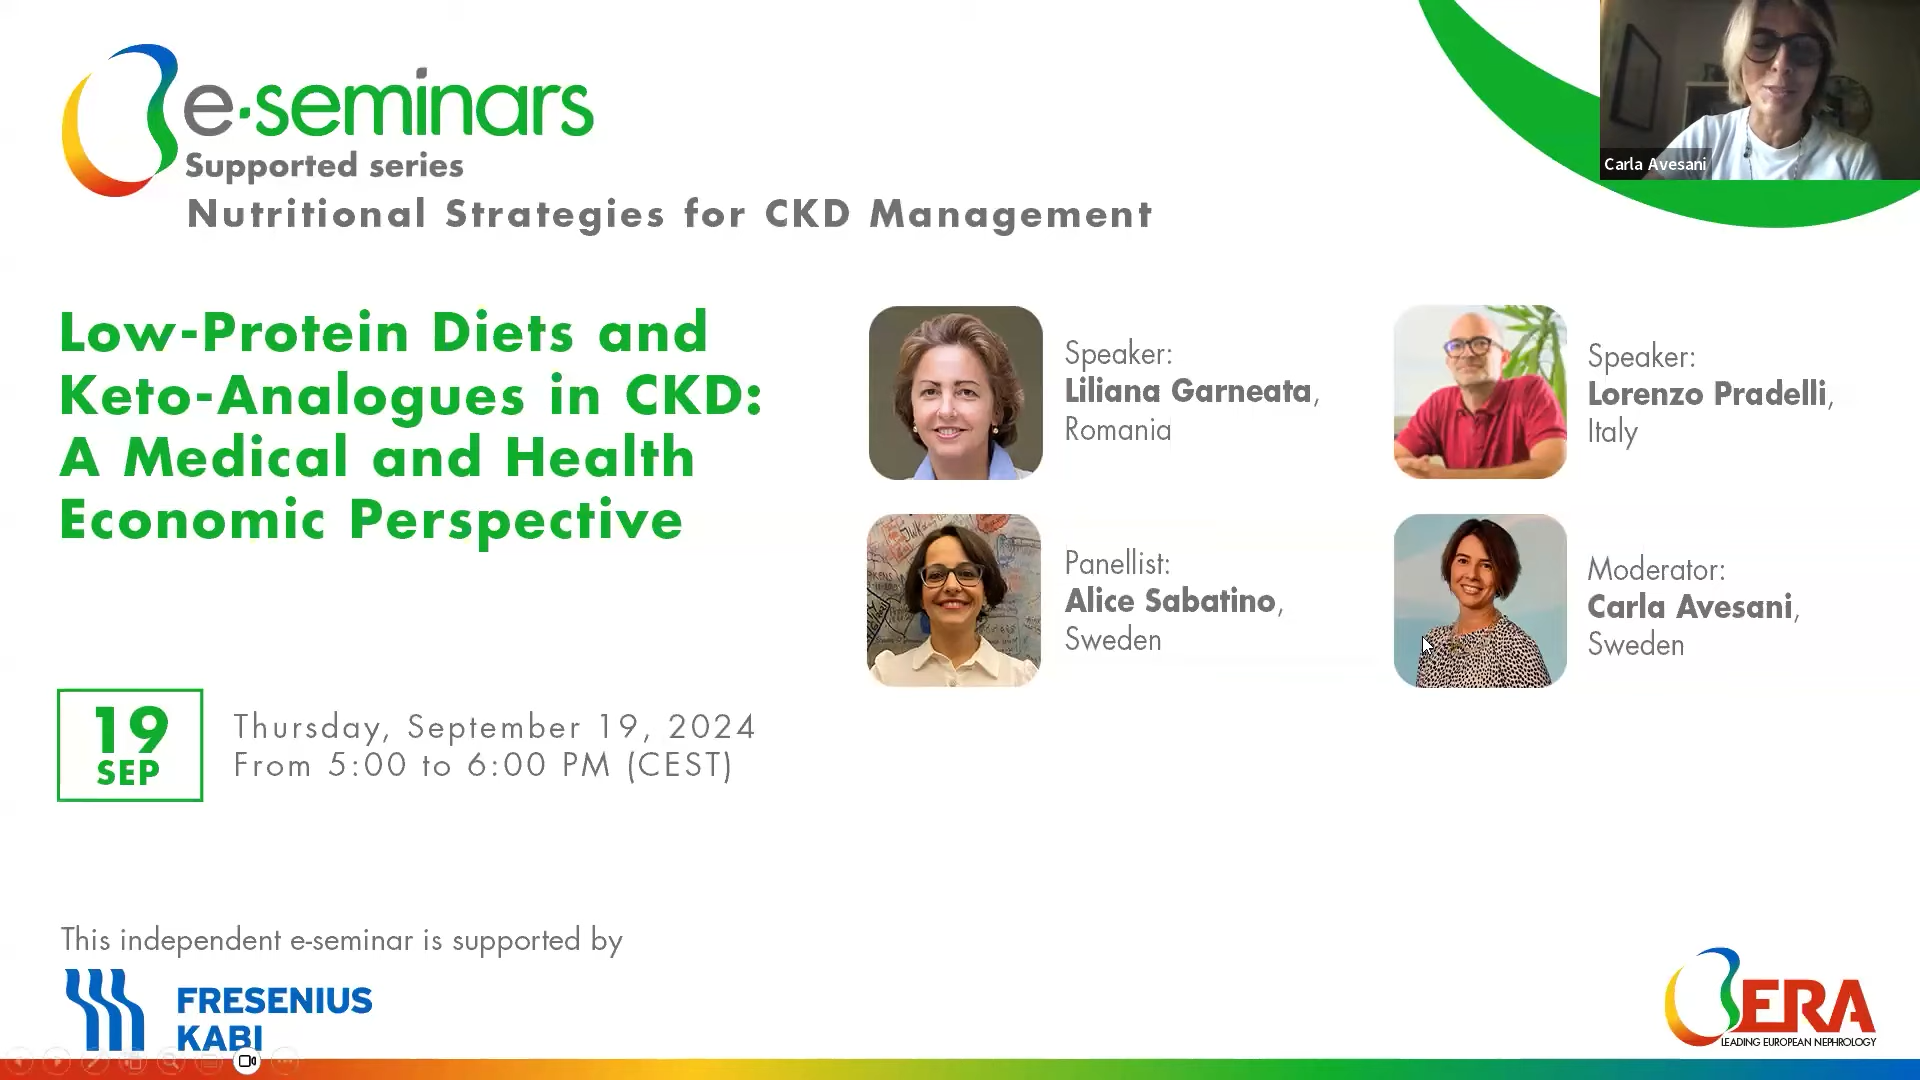 e·seminars
Supported series
Nutritional Strategies for CKD Management
Carla Avesani
Low-Protein Diets and
Keto-Analogues in CKD:
A Medical and Health
Economic Perspective
Speaker:
Liliana Garneata,
Romania
Speaker:
Lorenzo Pradelli,
Italy
Panellist:
Alice Sabatino,
Sweden
Moderator:
Carla Avesani,
Sweden
19
SEP
Thursday, September 19, 2024
From 5:00 to 6:00 PM (CEST)
This independent e-seminar is supported by
FRESENIUS
KABI
ERA
LEADING EUROPEAN NEPHROLOGY